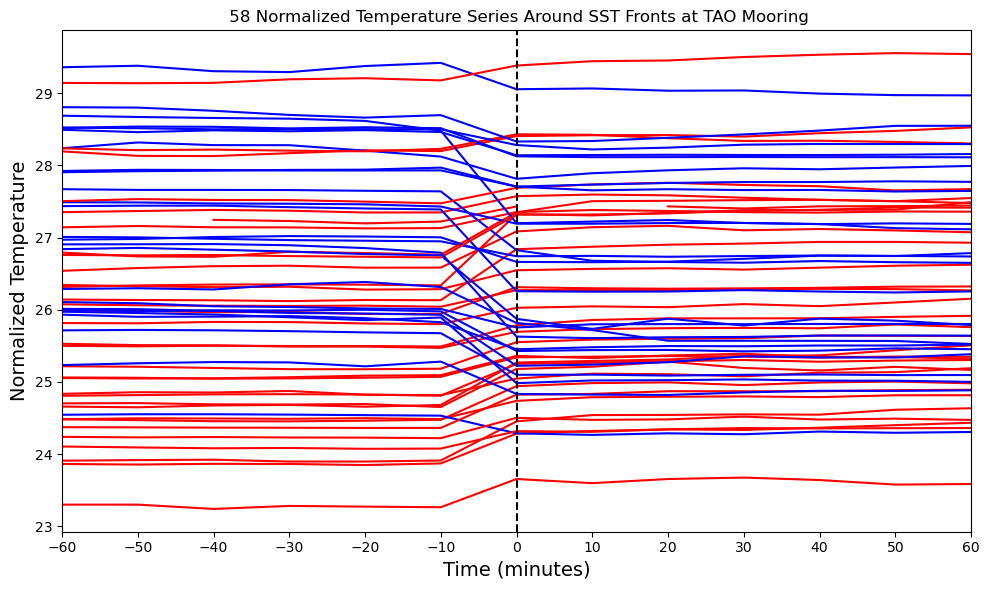 58 Normalized Temperature Series Around SST Fronts at TAO Mooring
Normalized Temperature
29
28
27
26
25
24
23
−60 −50 −40 −30 −20 −10 0 10 20 30 40 50 60
Time (minutes)